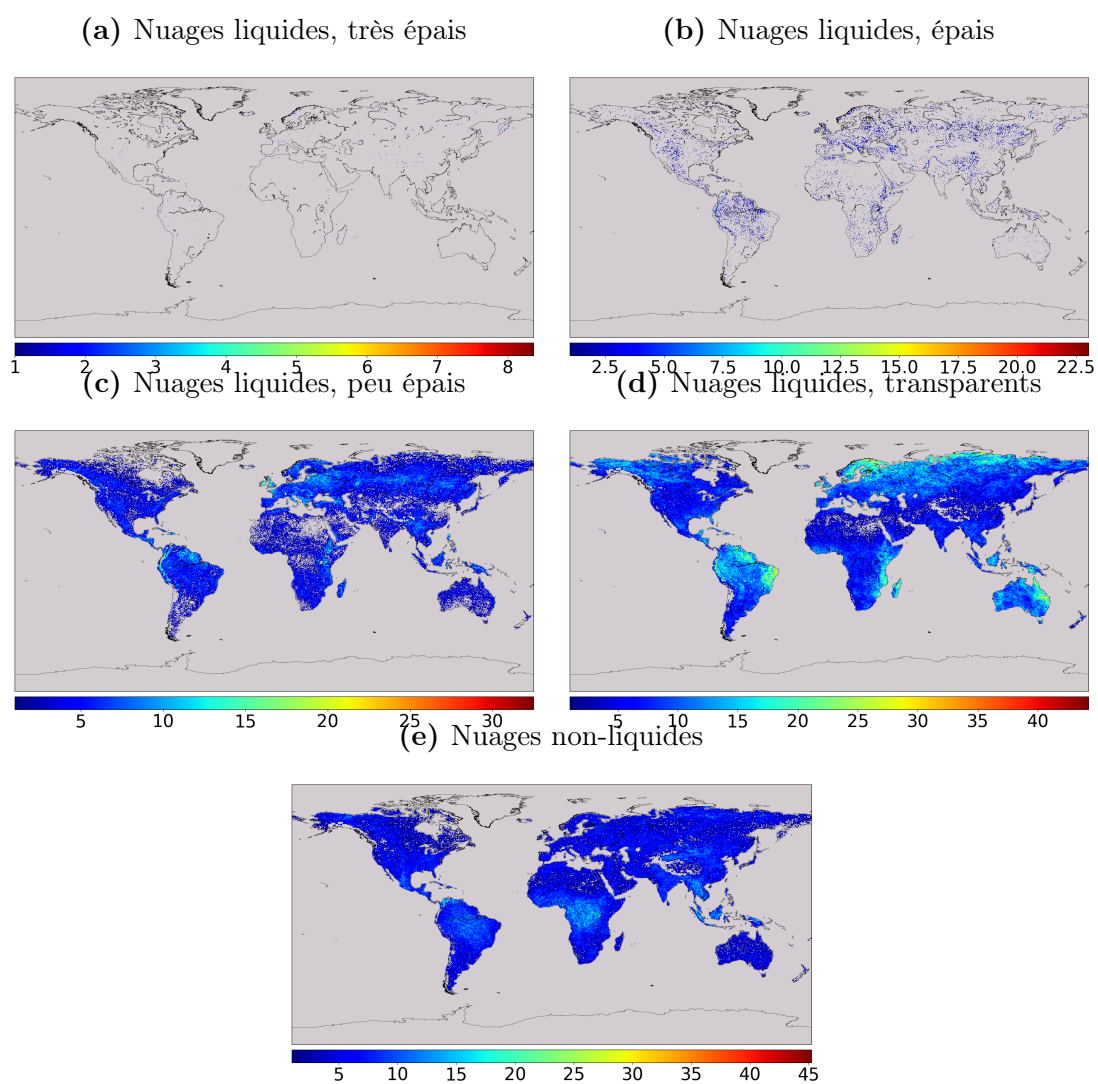 (a) Nuages liquides, très épais
(b) Nuages liquides, épais
1 2 3 4 5 6 7 8
2.5 5.0 7.5 10.0 12.5 15.0 17.5 20.0 22.5
(c) Nuages liquides, peu épais
(d) Nuages liquides, transparents
5 10 15 20 25 30
5 10 15 20 25 30 35 40
(e) Nuages non-liquides
5 10 15 20 25 30 35 40 45